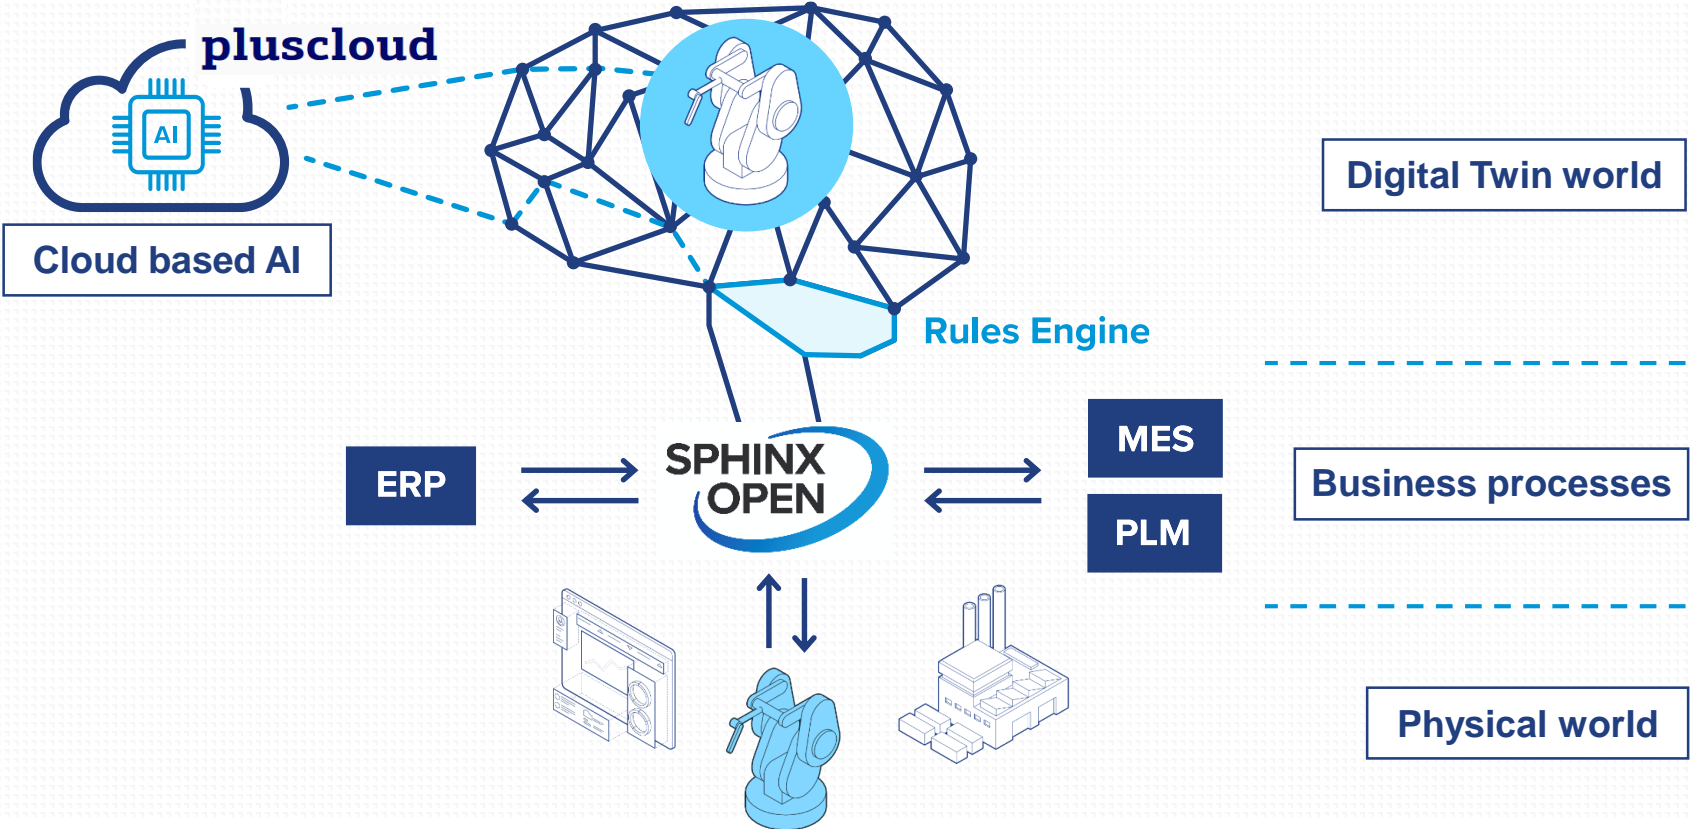 pluscloud
AI
Cloud based AI
Digital Twin world
Rules Engine
ERP
SPHINX
OPEN
MES
PLM
Business processes
Physical world